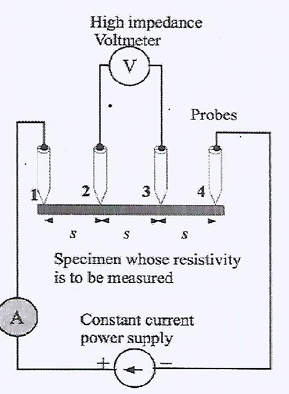 High impedance
Voltmeter
V
Probes
1 2 3 4
s s s
Specimen whose resistivity
is to be measured
A
Constant current
power supply
+ −